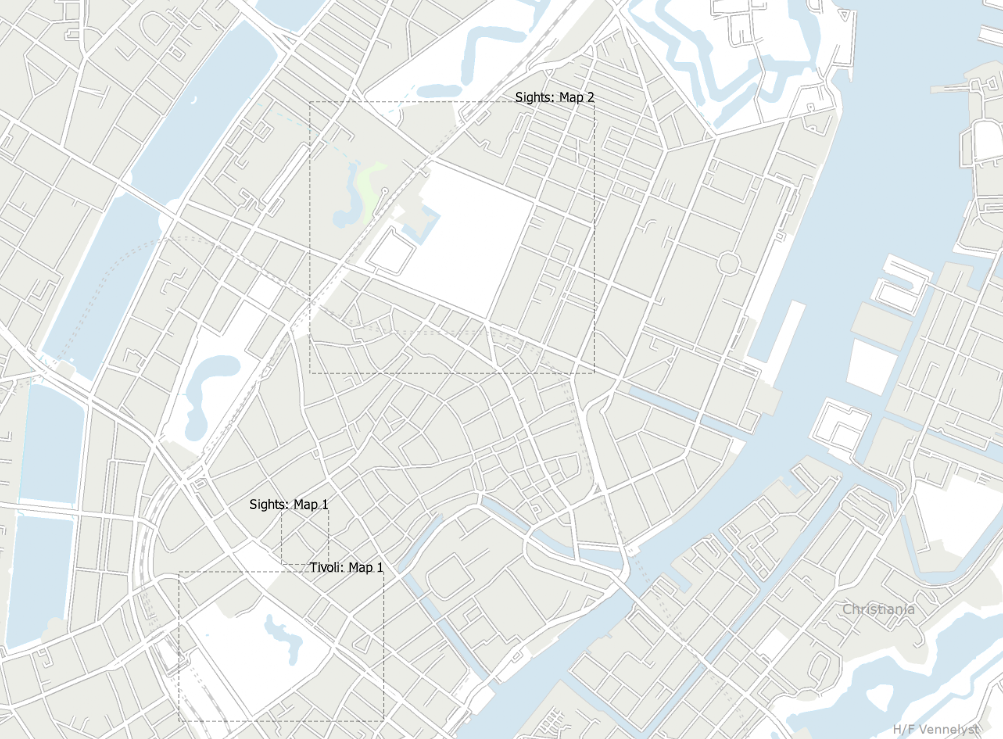 Sights: Map 2
Sights: Map 1
Tivoli: Map 1
Christiania
H/F Vennelyst